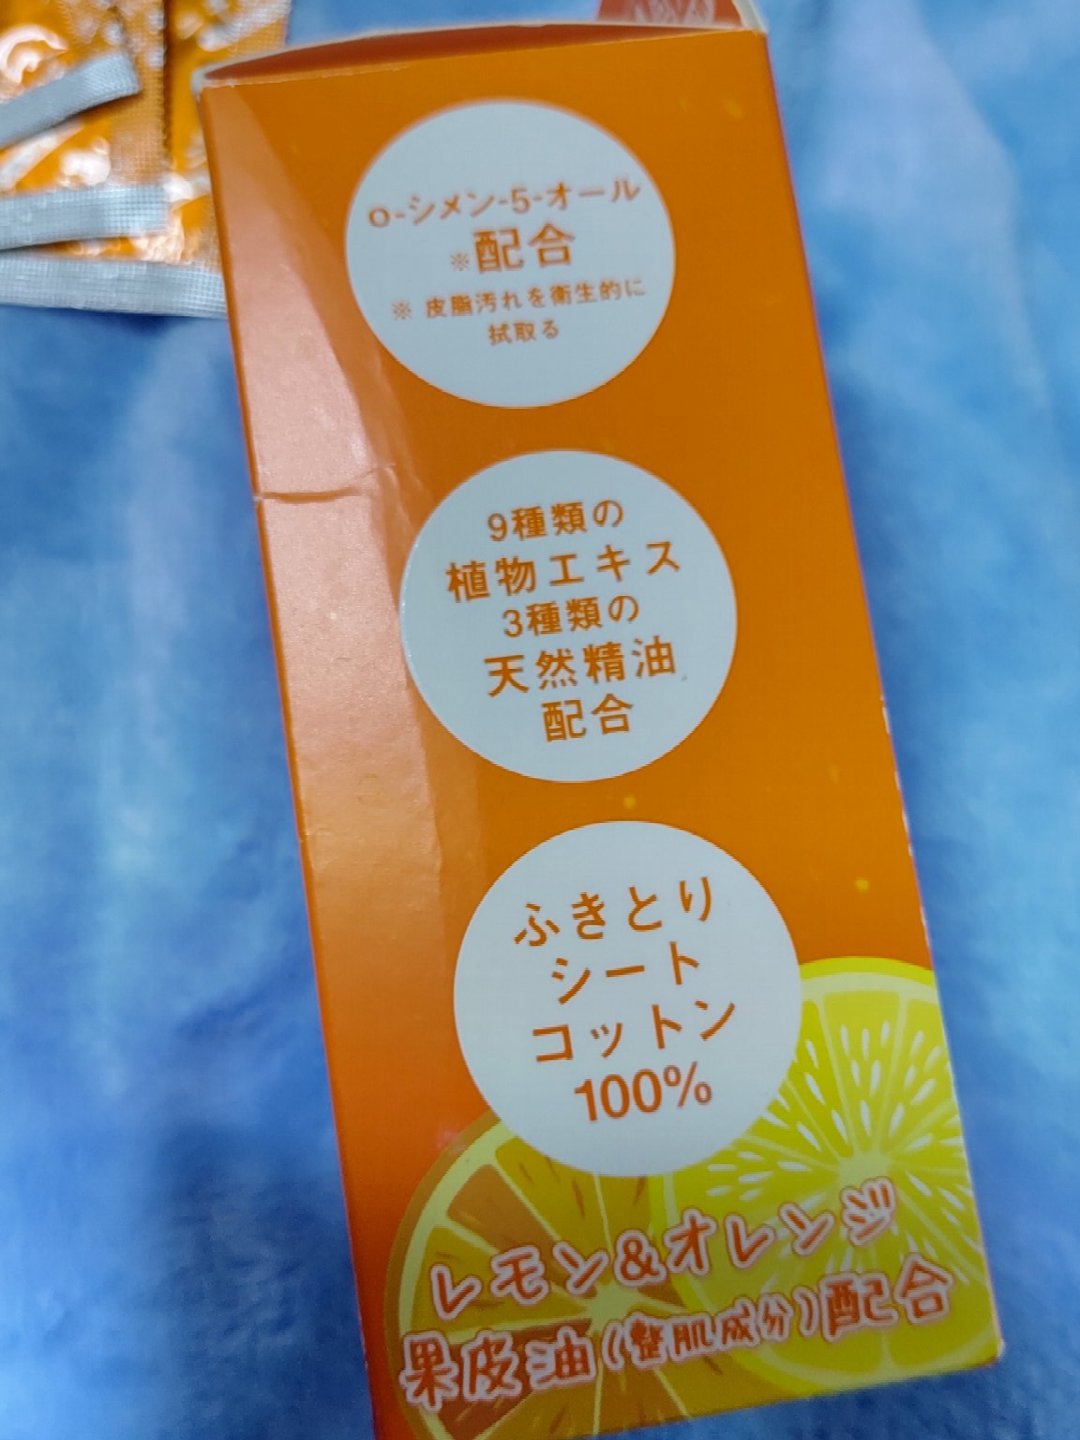 o-シメン-5-オール
※配合
※ 皮脂汚れを衛生的に
拭取る
9種類の
植物エキス
3種類の
天然精油
配合
ふきとり
シート
コットン
100%
レモン&オレンジ
果皮油(整肌成分)配合